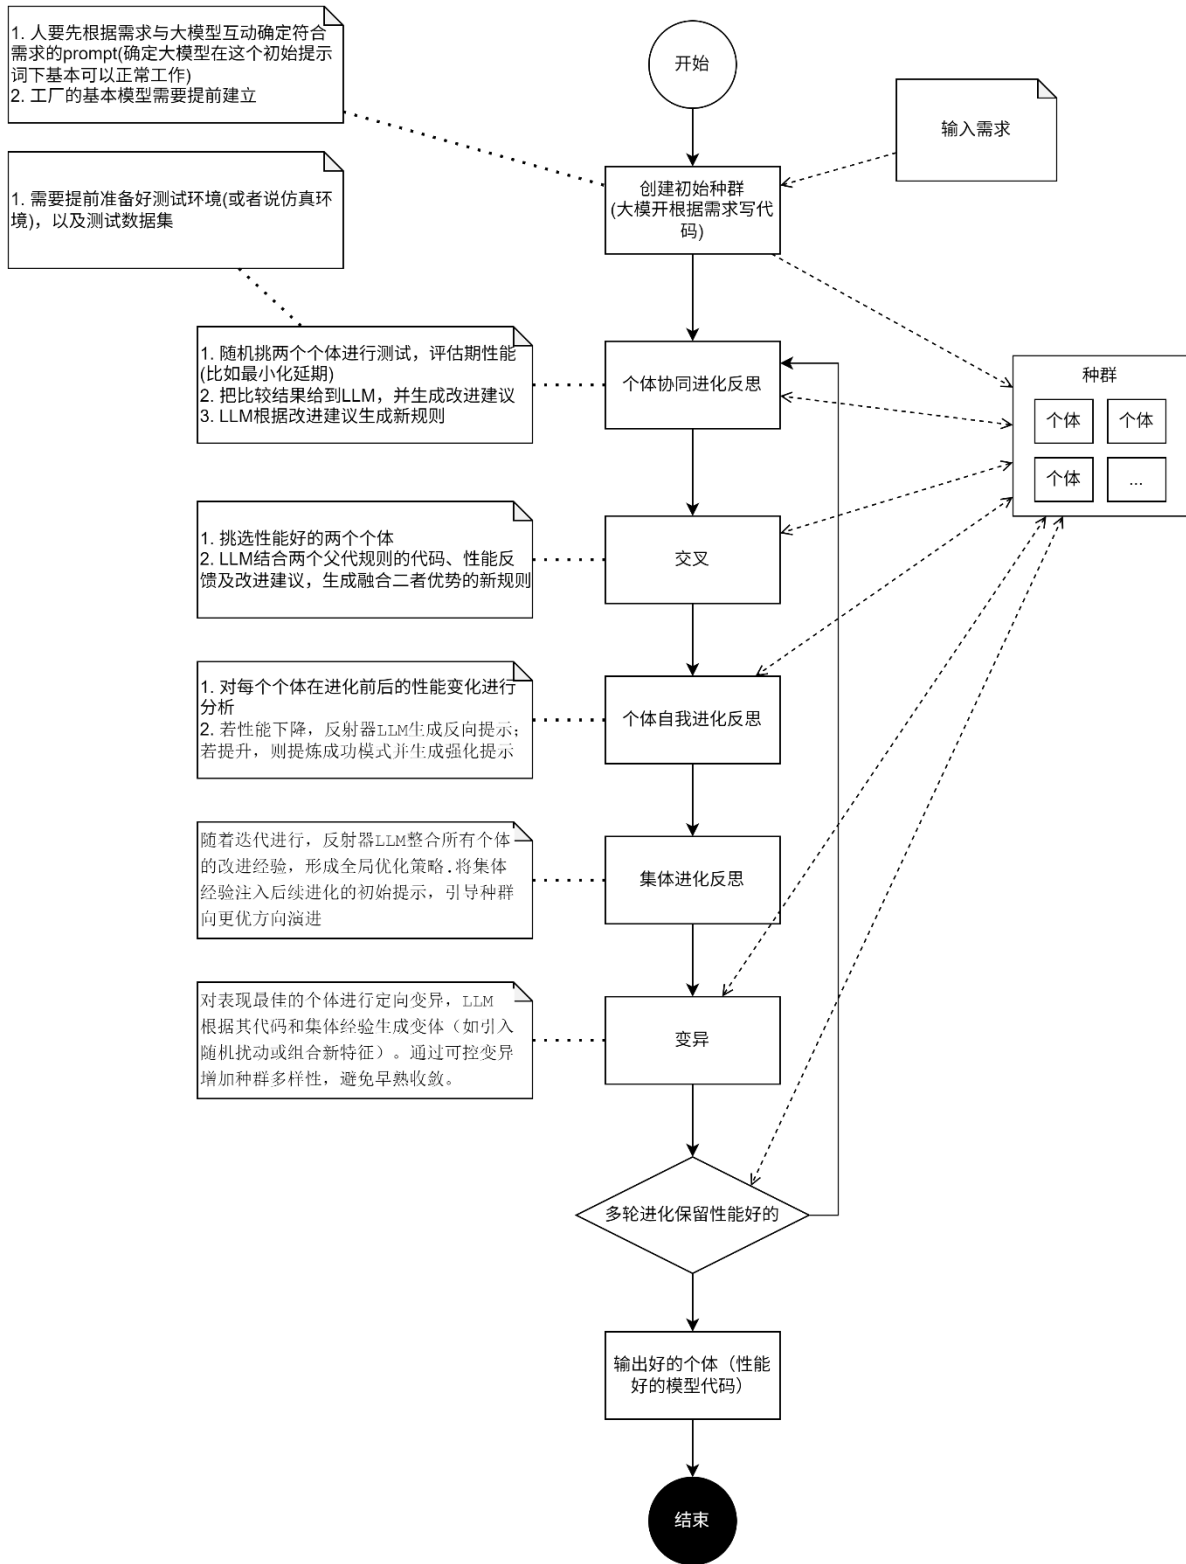 1. 人要先根据需求与大模型互动确定符合
需求的prompt(确定大模型在这个初始提示
词下基本可以正常工作)
2. 工厂的基本模型需要提前建立
开始
输入需求
1. 需要提前准备好测试环境(或者说仿真环
境)，以及测试数据集
创建初始种群
(大模开根据需求写代
码)
1. 随机挑两个个体进行测试，评估期性能
(比如最小化延期)
2. 把比较结果给到LLM，并生成改进建议
3. LLM根据改进建议生成新规则
个体协同进化反思
种群
个体
个体
个体
...
1. 挑选性能好的两个个体
2. LLM结合两个父代规则的代码、性能反
馈及改进建议，生成融合二者优势的新规则
交叉
1. 对每个个体在进化前后的性能变化进行
分析
2. 若性能下降，反射器LLM生成反向提示；
若提升，则提炼成功模式并生成强化提示
个体自我进化反思
随着迭代进行，反射器LLM整合所有个体
的改进经验，形成全局优化策略.将集体
经验注入后续进化的初始提示，引导种群
向更优方向演进
集体进化反思
对表现最佳的个体进行定向变异，LLM
根据其代码和集体经验生成变体（如引入
随机扰动或组合新特征）。通过可控变异
增加种群多样性，避免早熟收敛。
变异
多轮进化保留性能好的
输出好的个体（性能
好的模型代码）
结束